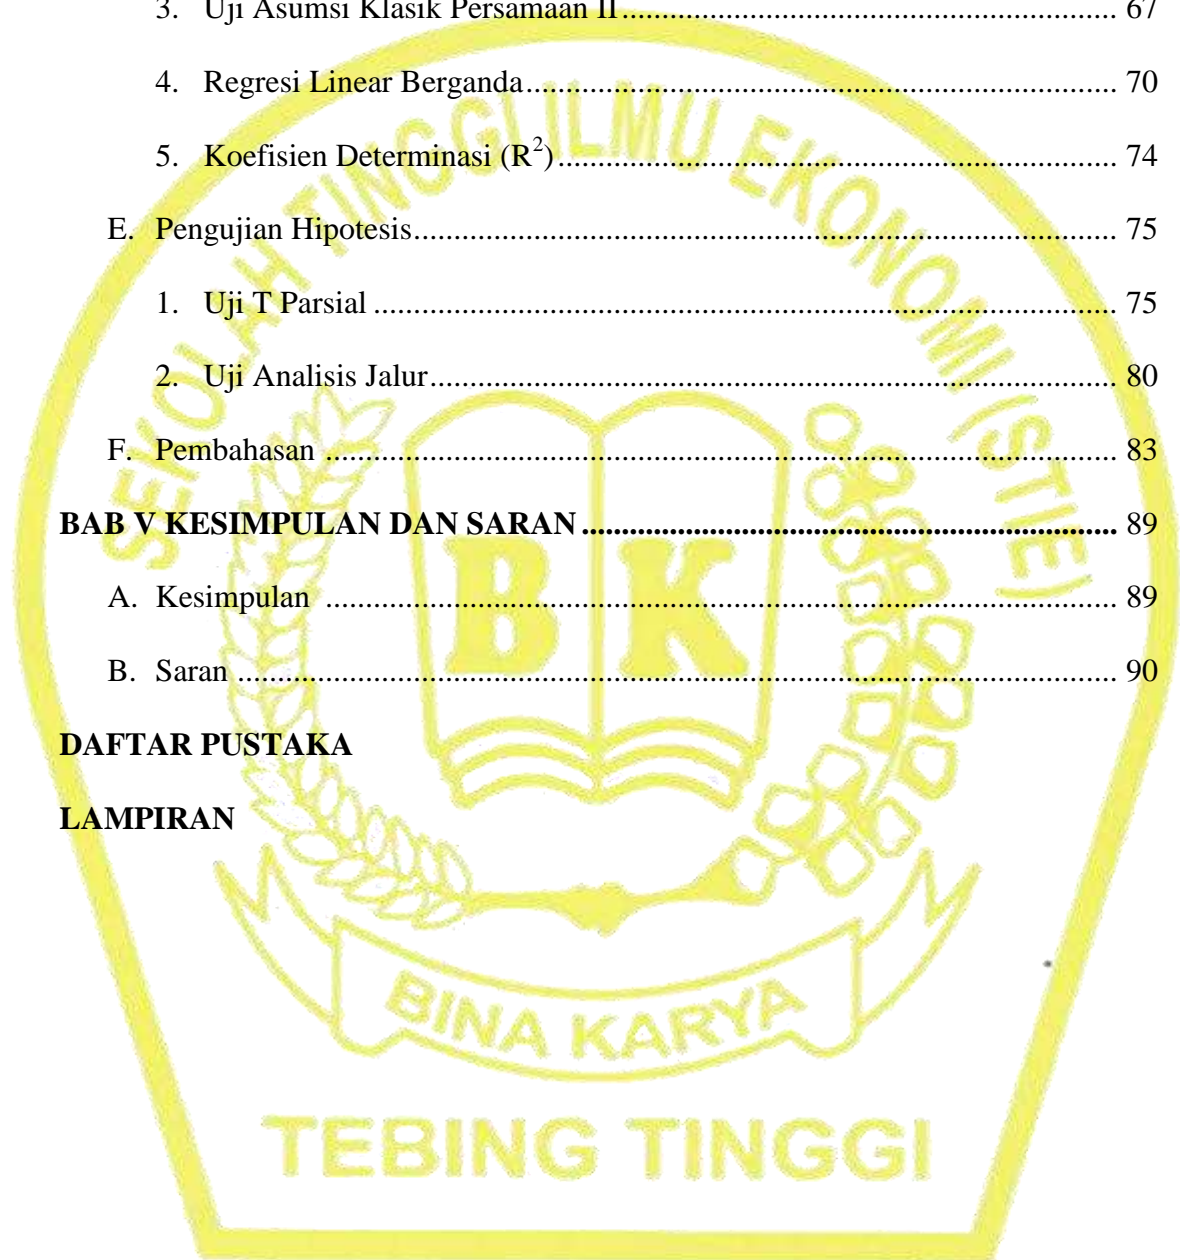 3. Uji Asumsi Klasik Persamaan II........................................................ 67
4. Regresi Linear Berganda........................................................ 70
5. Koefisien Determinasi (R²)........................................................ 74
E. Pengujian Hipotesis........................................................ 75
1. Uji T Parsial ........................................................ 75
2. Uji Analisis Jalur........................................................ 80
F. Pembahasan ........................................................ 83
BAB V KESIMPULAN DAN SARAN ........................................................ 89
A. Kesimpulan ........................................................ 89
B. Saran ........................................................ 90
DAFTAR PUSTAKA
LAMPIRAN
SEKOLAH TINGGI ILMU EKONOMI (STIE)
B K
BINA KARYA
TEBING TINGGI